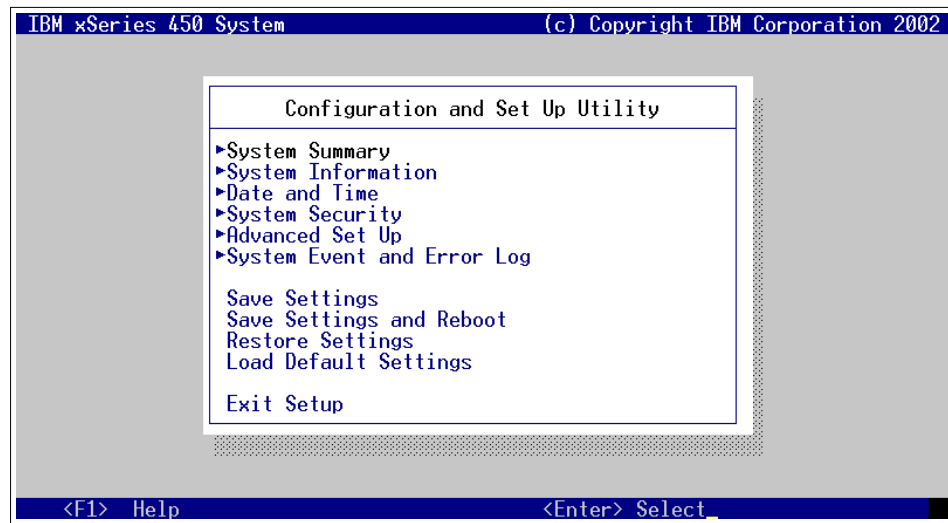 IBM xSeries 450 System (c) Copyright IBM Corporation 2002
Configuration and Set Up Utility
►System Summary
►System Information
►Date and Time
►System Security
►Advanced Set Up
►System Event and Error Log
Save Settings
Save Settings and Reboot
Restore Settings
Load Default Settings
Exit Setup
<F1> Help <Enter> Select_